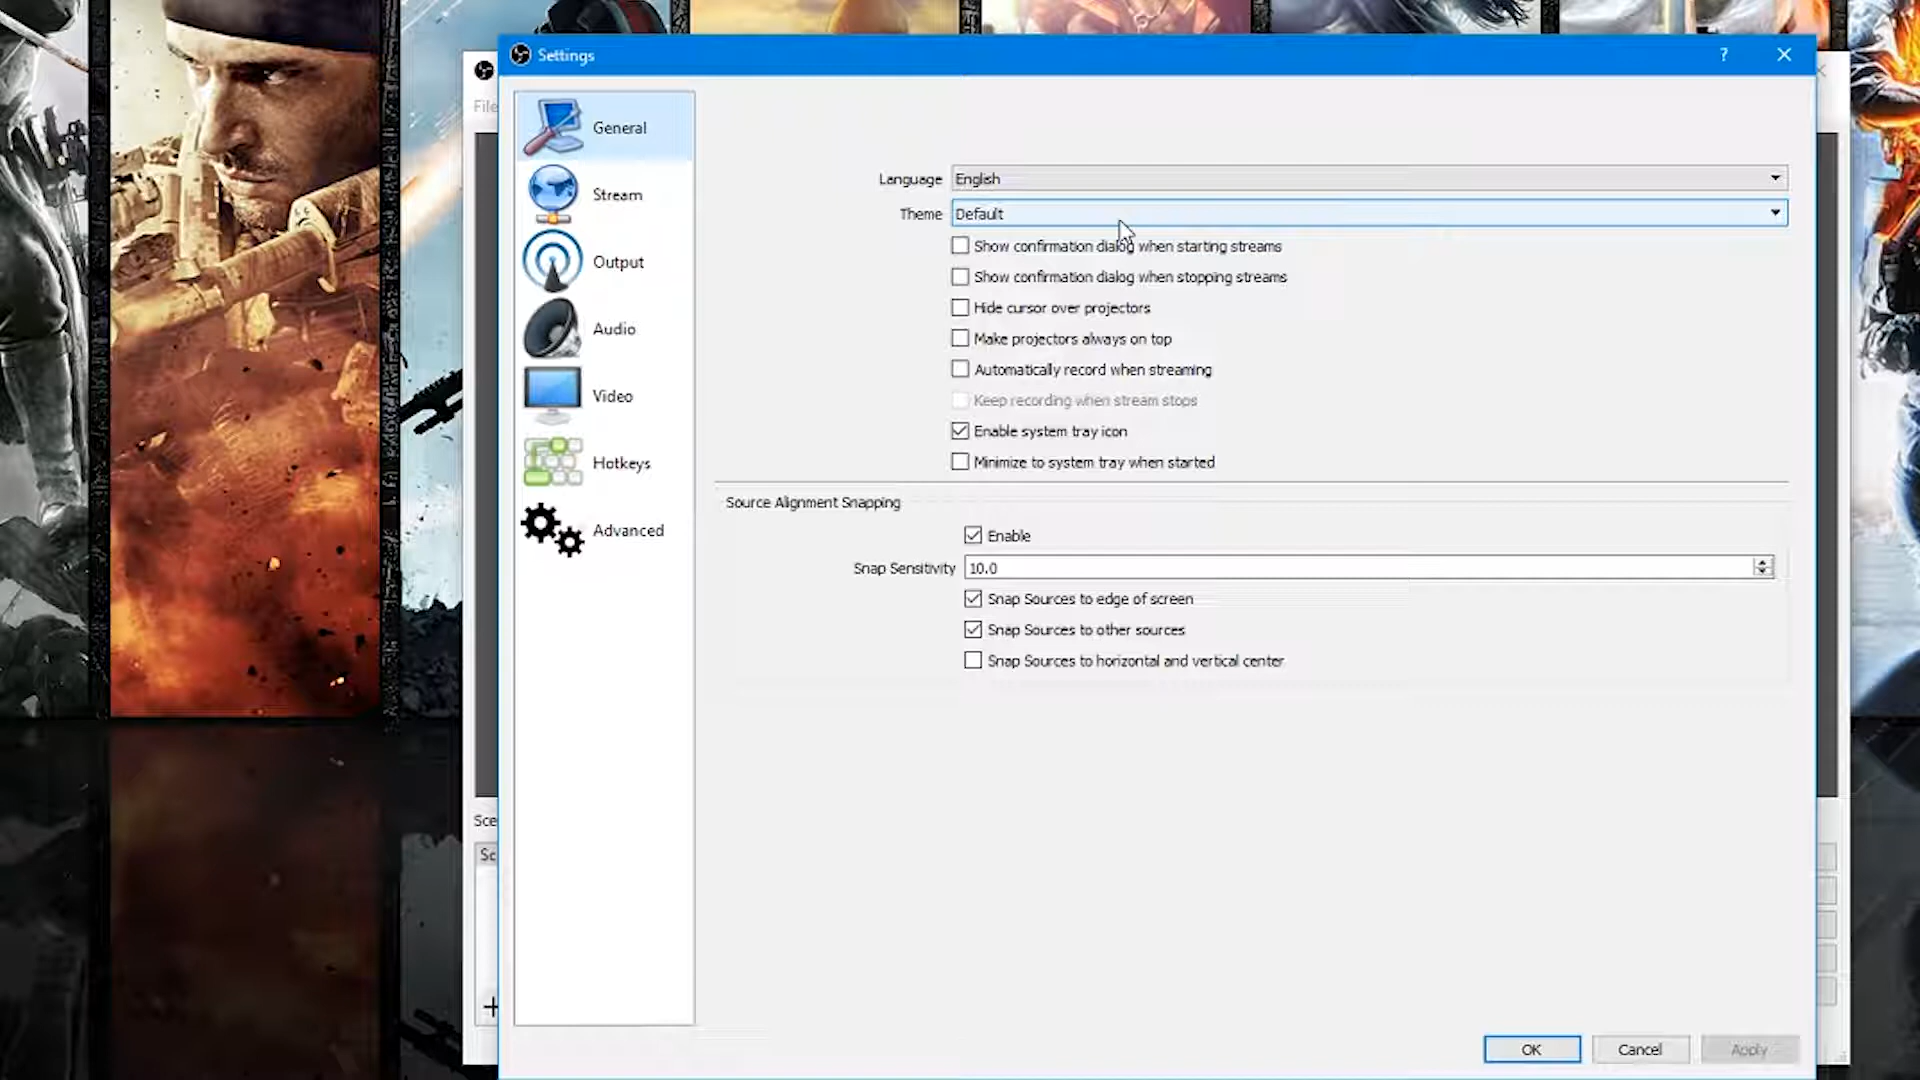 Settings
?
File
General
Language English
Stream
Theme Default
Show confirmation dialog when starting streams
Output
Show confirmation dialog when stopping streams
Hide cursor over projectors
Audio
Make projectors always on top
Automatically record when streaming
Video
Keep recording when stream stops
Enable system tray icon
Hotkeys
Minimize to system tray when started
Source Alignment Snapping
Advanced
Enable
Snap Sensitivity 10.0
Snap Sources to edge of screen
Snap Sources to other sources
Snap Sources to horizontal and vertical center
Sce
Sc
OK Cancel Apply